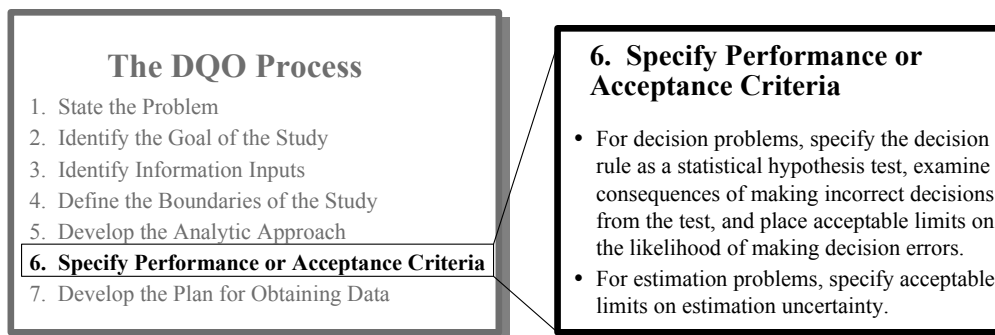 The DQO Process
1. State the Problem
2. Identify the Goal of the Study
3. Identify Information Inputs
4. Define the Boundaries of the Study
5. Develop the Analytic Approach
6. Specify Performance or Acceptance Criteria
7. Develop the Plan for Obtaining Data
6. Specify Performance or
Acceptance Criteria
• For decision problems, specify the decision
rule as a statistical hypothesis test, examine
consequences of making incorrect decisions
from the test, and place acceptable limits on
the likelihood of making decision errors.
• For estimation problems, specify acceptable
limits on estimation uncertainty.